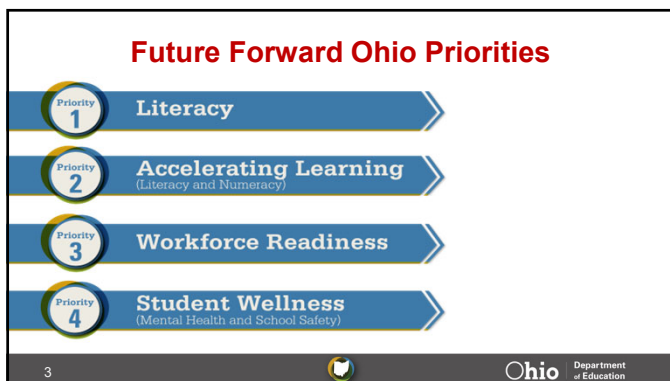 Future Forward Ohio Priorities
Priority
1
Literacy
Priority
2
Accelerating Learning
(Literacy and Numeracy)
Priority
3
Workforce Readiness
Priority
4
Student Wellness
(Mental Health and School Safety)
3
Ohio
Department
of Education